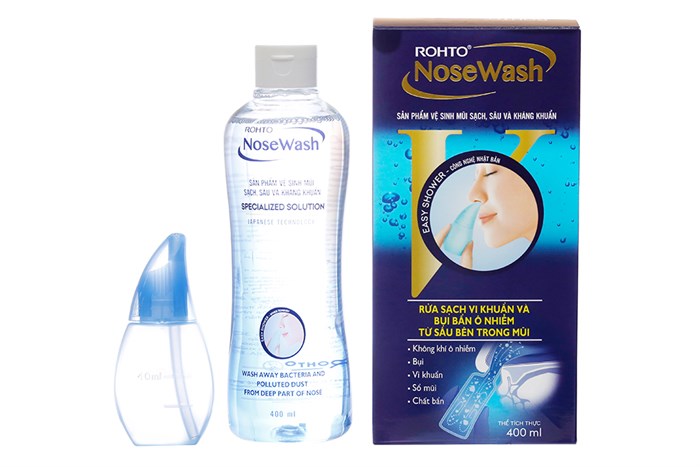 ROHTO
NoseWash
SẢN PHẨM VỆ SINH MŨI
SẠCH, SÂU VÀ KHÁNG KHUẨN
SPECIALIZED SOLUTION
JAPANESE TECHNOLOGY
WASH AWAY BACTERIA AND
POLLUTED DUST
FROM DEEP PART OF NOSE
400 ml
ROHTO®
NoseWash
SẢN PHẨM VỆ SINH MŨI SẠCH, SÂU VÀ KHÁNG KHUẨN
EASY SHOWER – CÔNG NGHỆ NHẬT BẢN
RỬA SẠCH VI KHUẨN VÀ
BỤI BẨN Ô NHIỄM
TỪ SÂU BÊN TRONG MŨI
• Không khí ô nhiễm
• Bụi
• Vi khuẩn
• Sổ mũi
• Chất bẩn
THỂ TÍCH THỰC
400 ml